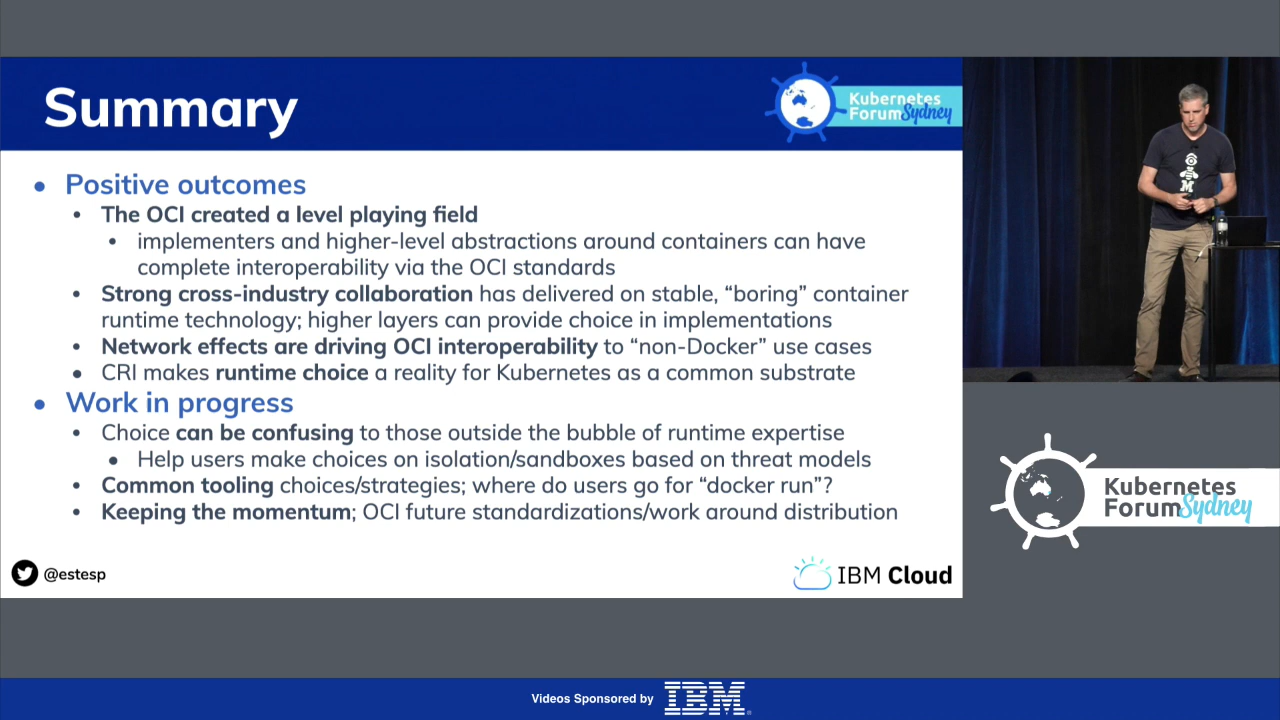 Summary
Kubernetes
Forum Sydney
• Positive outcomes
• The OCI created a level playing field
• implementers and higher-level abstractions around containers can have
complete interoperability via the OCI standards
• Strong cross-industry collaboration has delivered on stable, “boring” container
runtime technology; higher layers can provide choice in implementations
• Network effects are driving OCI interoperability to “non-Docker” use cases
• CRI makes runtime choice a reality for Kubernetes as a common substrate
• Work in progress
• Choice can be confusing to those outside the bubble of runtime expertise
• Help users make choices on isolation/sandboxes based on threat models
• Common tooling choices/strategies; where do users go for “docker run”?
• Keeping the momentum; OCI future standardizations/work around distribution
@estesp
IBM Cloud
M
Kubernetes
Forum Sydney
Videos Sponsored by IBM